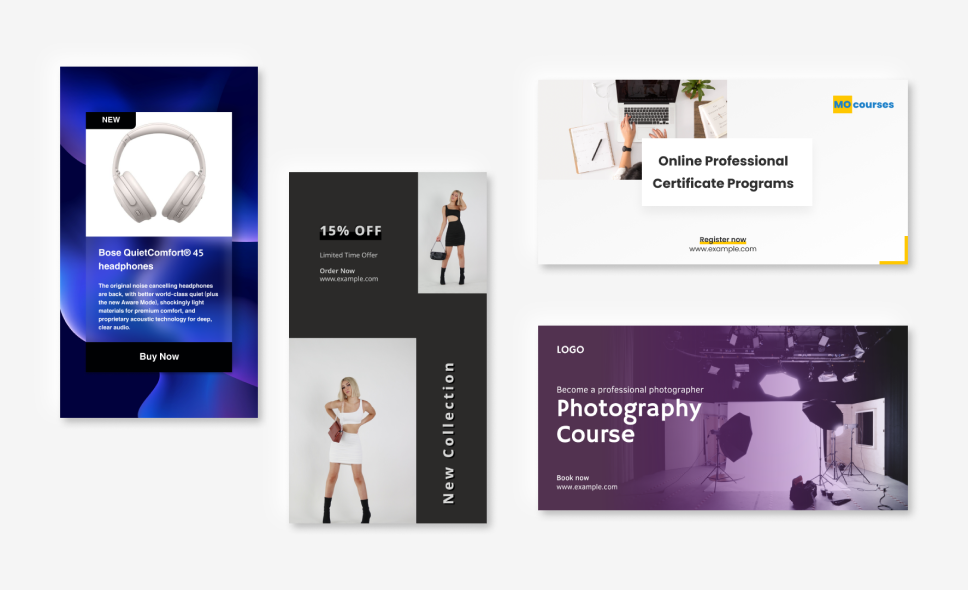 NEW
Bose QuietComfort® 45
headphones
The original noise cancelling headphones
are back, with better world-class quiet (plus
the new Aware Mode), shockingly light
materials for premium comfort, and
proprietary acoustic technology for deep,
clear audio.
Buy Now
15% OFF
Limited Time Offer
Order Now
www.example.com
New Collection
MO courses
Online Professional
Certificate Programs
Register now
www.example.com
LOGO
Become a professional photographer
Photography
Course
Book now
www.example.com